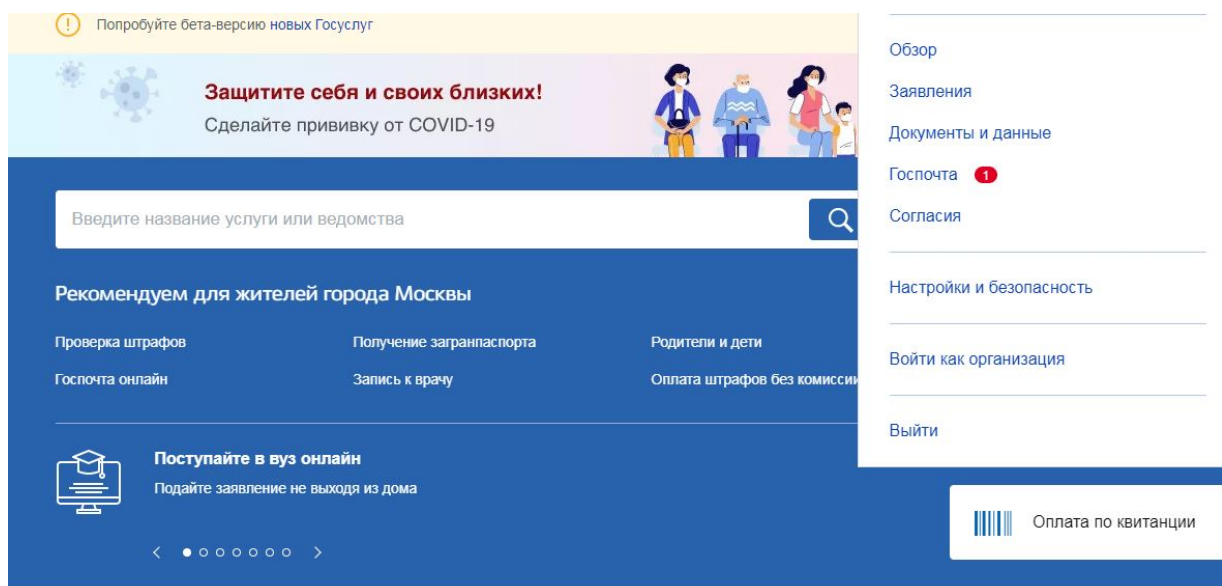 Попробуйте бета-версию новых Госуслуг
Защитите себя и своих близких!
Сделайте прививку от COVID-19
Введите название услуги или ведомства
Рекомендуем для жителей города Москвы
Проверка штрафов
Получение загранпаспорта
Родители и дети
Госпочта онлайн
Запись к врачу
Оплата штрафов без комиссии
Поступайте в вуз онлайн
Подайте заявление не выходя из дома
Обзор
Заявления
Документы и данные
Госпочта 1
Согласия
Настройки и безопасность
Войти как организация
Выйти
Оплата по квитанции